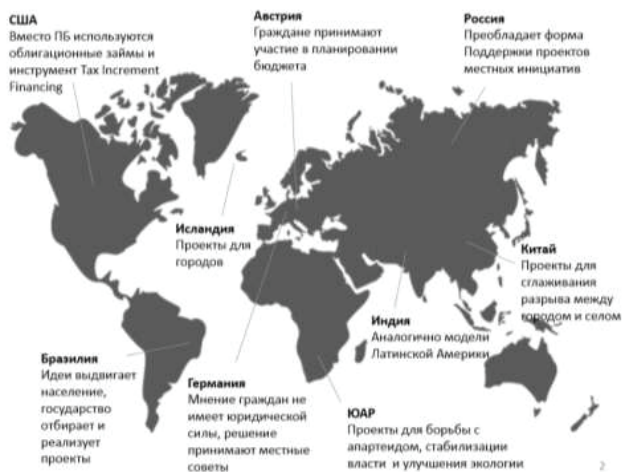 США
Вместо ПБ используются
облигационные займы и
инструмент Tax Increment
Financing
Австрия
Граждане принимают
участие в планировании
бюджета
Россия
Преобладает форма
Поддержки проектов
местных инициатив
Исландия
Проекты для
городов
Китай
Проекты для
сглаживания
разрыва между
городом и селом
Индия
Аналогично модели
Латинской Америки
Бразилия
Идеи выдвигает
население,
государство
отбирает и
реализует
проекты
Германия
Мнение граждан не
имеет юридической
силы, решение
принимают местные
советы
ЮАР
Проекты для борьбы с
апартеидом, стабилизации
власти и улучшения экологии
2